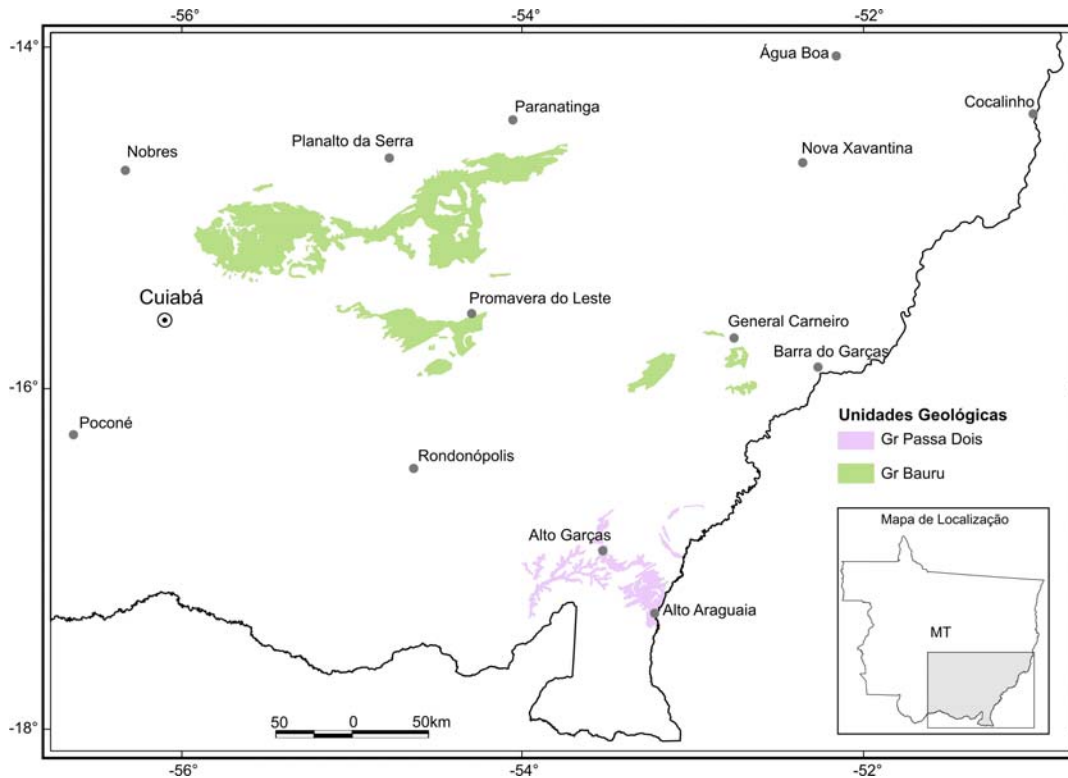 -56°
-54°
-52°
-14°
Água Boa
Cocalinho
Paranatinga
Planalto da Serra
Nova Xavantina
Nobres
Cuiabá
Promavera do Leste
General Carneiro
Barra do Garças
-16°
Unidades Geológicas
Poconé
Gr Passa Dois
Rondonópolis
Gr Bauru
Mapa de Localização
Alto Garças
Alto Araguaia
MT
50 0 50km
-18°
-56°
-54°
-52°